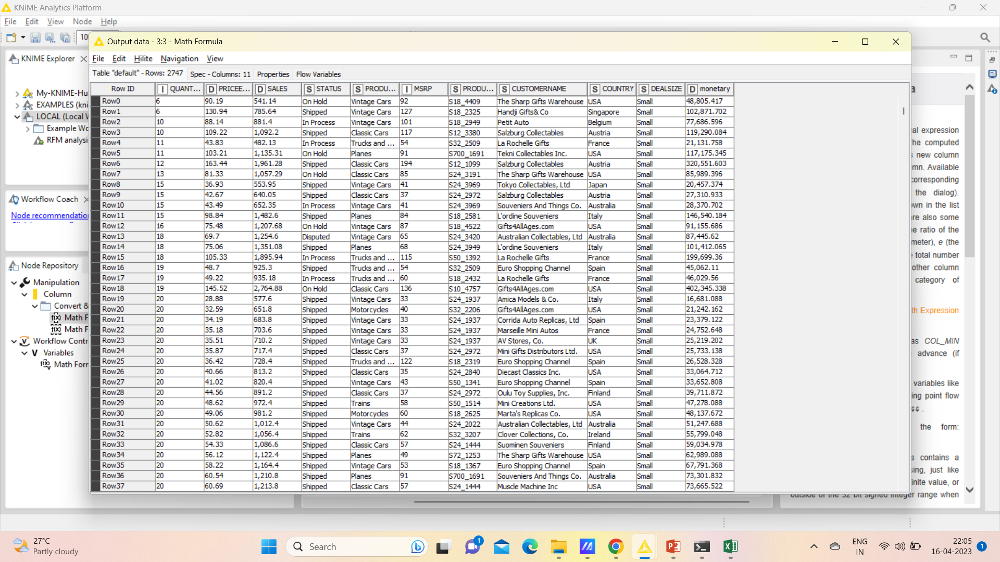 KNIME Analytics Platform
File Edit View Node Help
10
Output data - 3:3 - Math Formula
File Edit Hilite Navigation View
Table "default" - Rows: 2747 Spec - Columns: 11 Properties Flow Variables
Row ID I QUANT... D PRICEE... D SALES S STATUS S PRODU... I MSRP S PRODU... S CUSTOMERNAME S COUNTRY S DEALSIZE D monetary
Row0 6 90.19 541.14 On Hold Vintage Cars 92 S18_4409 The Sharp Gifts Warehouse USA Small 48,805.417
Row1 6 130.94 785.64 Shipped Vintage Cars 127 S18_2325 Handji Gifts& Co Singapore Small 102,871.702
Row2 10 88.14 881.4 In Process Vintage Cars 101 S18_2949 Petit Auto Belgium Small 77,686.596
Row3 10 109.22 1,092.2 Shipped Classic Cars 117 S12_3380 Salzburg Collectables Austria Small 119,290.084
Row4 11 43.83 482.13 In Process Trucks and ... 54 S32_2509 La Rochelle Gifts France Small 21,131.758
Row5 11 103.21 1,135.31 On Hold Planes 91 S700_1691 Tekni Collectables Inc. USA Small 117,175.345
Row6 12 163.44 1,961.28 Shipped Classic Cars 194 S12_1099 Salzburg Collectables Austria Small 320,551.603
Row7 13 81.33 1,057.29 On Hold Classic Cars 85 S24_3191 The Sharp Gifts Warehouse USA Small 85,989.396
Row8 15 36.93 553.95 Shipped Vintage Cars 41 S24_3969 Tokyo Collectables, Ltd Japan Small 20,457.374
Row9 15 42.67 640.05 Shipped Classic Cars 37 S24_2972 Salzburg Collectables Austria Small 27,310.933
Row10 15 43.49 652.35 In Process Vintage Cars 41 S24_3969 Souveniers And Things Co. Australia Small 28,370.702
Row11 15 98.84 1,482.6 Shipped Planes 84 S18_2581 L'ordine Souveniers Italy Small 146,540.184
Row12 16 75.48 1,207.68 On Hold Vintage Cars 87 S18_4522 Gifts4AllAges.com USA Small 91,155.686
Row13 18 69.7 1,254.6 Disputed Vintage Cars 65 S24_3420 Australian Collectables, Ltd Australia Small 87,445.62
Row14 18 75.06 1,351.08 Shipped Planes 68 S24_3949 L'ordine Souveniers Italy Small 101,412.065
Row15 18 105.33 1,895.94 In Process Trucks and ... 115 S50_1392 La Rochelle Gifts France Small 199,699.36
Row16 19 48.7 925.3 Shipped Trucks and ... 54 S32_2509 Euro Shopping Channel Spain Small 45,062.11
Row17 19 49.22 935.18 In Process Trucks and ... 60 S18_2432 La Rochelle Gifts France Small 46,029.56
Row18 19 145.52 2,764.88 On Hold Classic Cars 136 S10_4757 Gifts4AllAges.com USA Small 402,345.338
Row19 20 28.88 577.6 Shipped Vintage Cars 33 S24_1937 Amica Models & Co. Italy Small 16,681.088
Row20 20 32.59 651.8 Shipped Motorcycles 40 S32_2206 Gifts4AllAges.com USA Small 21,242.162
Row21 20 34.19 683.8 Shipped Vintage Cars 33 S24_1937 Corrida Auto Replicas, Ltd Spain Small 23,379.122
Row22 20 35.18 703.6 Shipped Vintage Cars 33 S24_1937 Marseille Mini Autos France Small 24,752.648
Row23 20 35.51 710.2 Shipped Vintage Cars 33 S24_1937 AV Stores, Co. UK Small 25,219.202
Row24 20 35.87 717.4 Shipped Classic Cars 37 S24_2972 Mini Gifts Distributors Ltd. USA Small 25,733.138
Row25 20 36.42 728.4 Shipped Trucks and ... 122 S18_2319 Euro Shopping Channel Spain Small 26,528.328
Row26 20 40.66 813.2 Shipped Classic Cars 35 S24_2840 Diecast Classics Inc. USA Small 33,064.712
Row27 20 41.02 820.4 Shipped Vintage Cars 43 S50_1341 Euro Shopping Channel Spain Small 33,652.808
Row28 20 44.56 891.2 Shipped Classic Cars 37 S24_2972 Oulu Toy Supplies, Inc. Finland Small 39,711.872
Row29 20 48.62 972.4 Shipped Trains 58 S50_1514 Mini Creations Ltd. USA Small 47,278.088
Row30 20 49.06 981.2 Shipped Motorcycles 60 S18_2625 Marta's Replicas Co. USA Small 48,137.672
Row31 20 50.62 1,012.4 Shipped Vintage Cars 44 S24_2022 Australian Collectables, Ltd Australia Small 51,247.688
Row32 20 52.82 1,056.4 Shipped Trains 62 S32_3207 Clover Collections, Co. Ireland Small 55,799.048
Row33 20 54.33 1,086.6 Shipped Classic Cars 57 S24_1444 Suominen Souveniers Finland Small 59,034.978
Row34 20 56.12 1,122.4 Shipped Planes 49 S72_1253 The Sharp Gifts Warehouse USA Small 62,989.088
Row35 20 58.22 1,164.4 Shipped Vintage Cars 53 S18_1367 Euro Shopping Channel Spain Small 67,791.368
Row36 20 60.54 1,210.8 Shipped Planes 91 S700_1691 Souveniers And Things Co. Australia Small 73,301.832
Row37 20 60.69 1,213.8 Shipped Classic Cars 57 S24_1444 Muscle Machine Inc USA Small 73,665.522
KNIME Explorer
My-KNIME-Hu
EXAMPLES (kni
LOCAL (Local W
Example Wo
RFM analysi
Workflow Coach
Node recommendation
Node Repository
Manipulation
Column
Convert &
Math F
Math F
Workflow Contr
Variables
Math Form
a
al expression
he computed
s new column
mn. Available
corresponding
the dialog).
wn in the list
re also some
e ratio of the
meter), e (the
e total number
other column
category of
th Expression
as COL_MIN
advance (if
variables like
ing point flow
$$ .
the form:
s contains a
sing, just like
inite value, or
outside of the 32 bit signed integer range when
27°C
Partly cloudy
Search
1
ENG
IN
22:05
16-04-2023
1